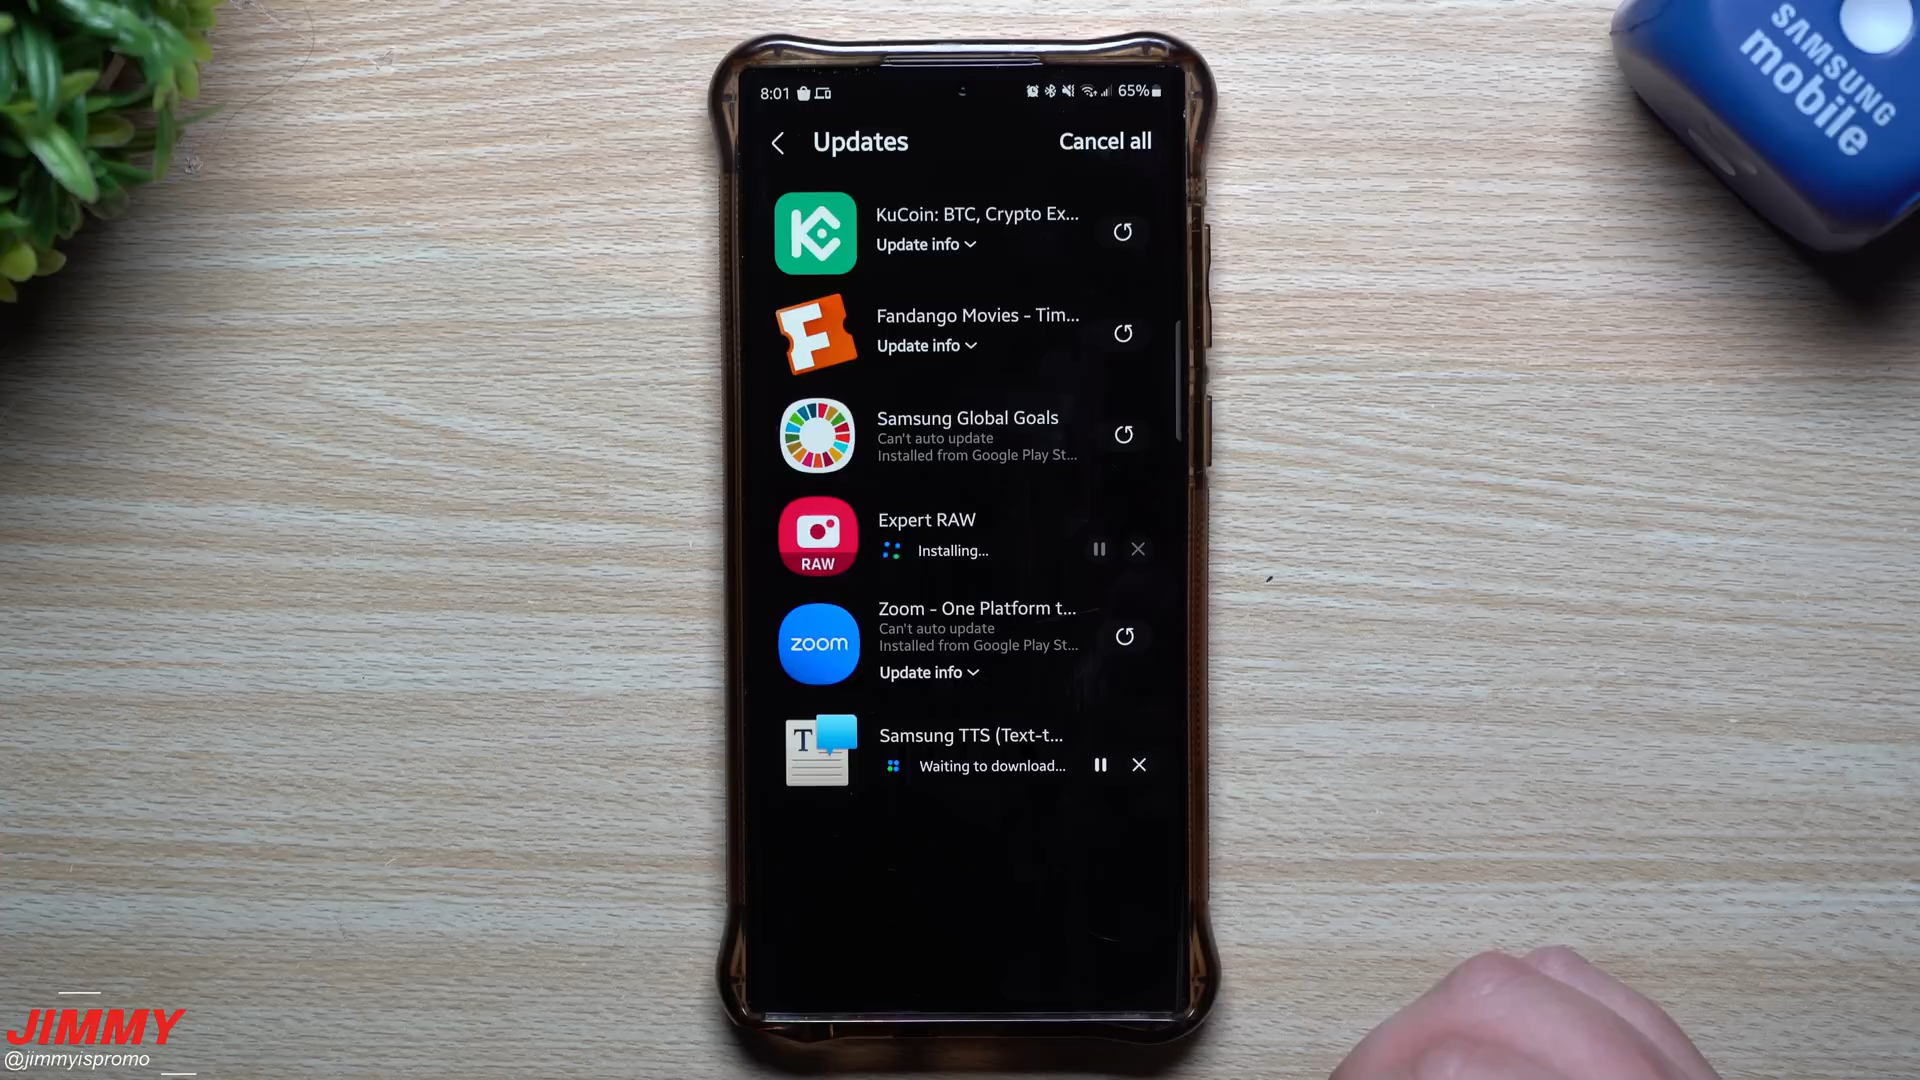 SAMSUNG
mobile
8:01
65%
Updates
Cancel all
KuCoin: BTC, Crypto Ex...
Update info
Fandango Movies - Tim...
Update info
Samsung Global Goals
Can't auto update
Installed from Google Play St...
Expert RAW
RAW
Installing...
Zoom - One Platform t...
zoom
Can't auto update
Installed from Google Play St...
Update info
T
Samsung TTS (Text-t...
Waiting to download...
JIMMY
@jimmyispromo